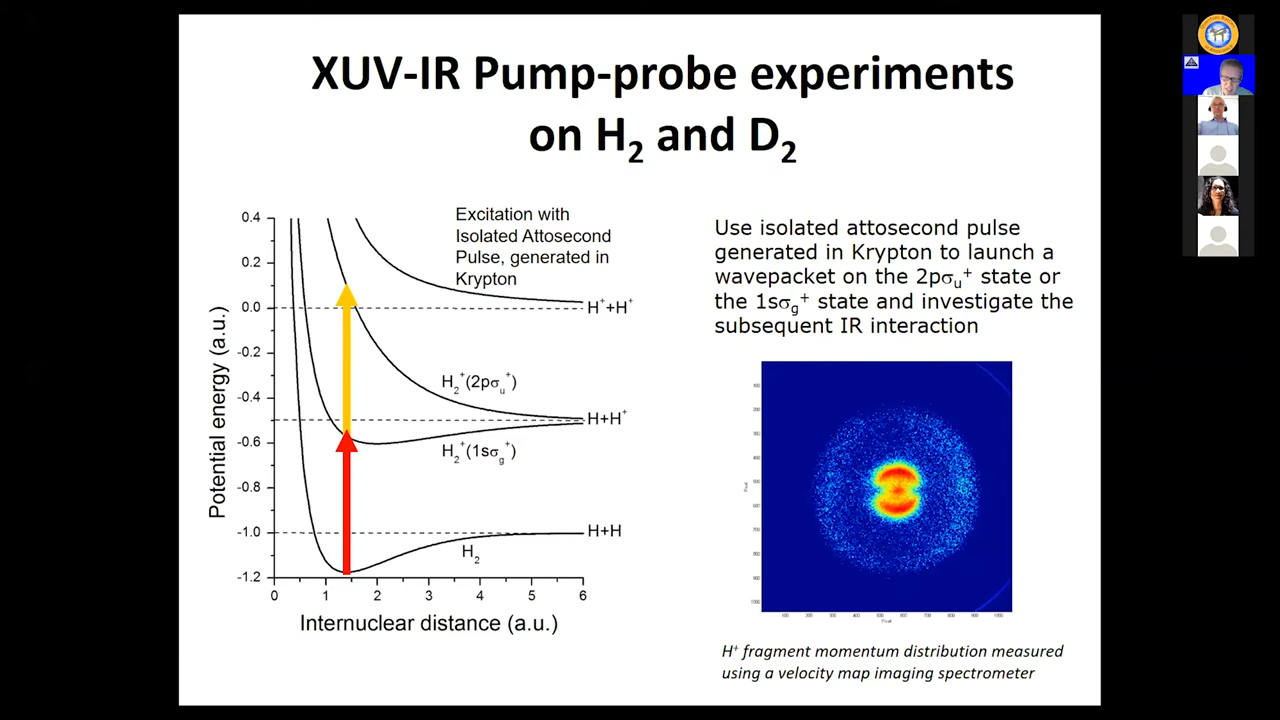 XUV-IR Pump-probe experiments
on H₂ and D₂
Excitation with
Isolated Attosecond
Pulse, generated in
Krypton
0.4
0.2
0.0
-0.2
-0.4
-0.6
-0.8
-1.0
-1.2
Potential energy (a.u.)
H⁺+H⁺
H₂⁺(2pσᵤ⁺)
H+H⁺
H₂⁺(1sσg⁺)
H+H
H₂
0 1 2 3 4 5 6
Internuclear distance (a.u.)
Use isolated attosecond pulse
generated in Krypton to launch a
wavepacket on the 2pσᵤ⁺ state or
the 1sσg⁺ state and investigate the
subsequent IR interaction
H⁺ fragment momentum distribution measured
using a velocity map imaging spectrometer